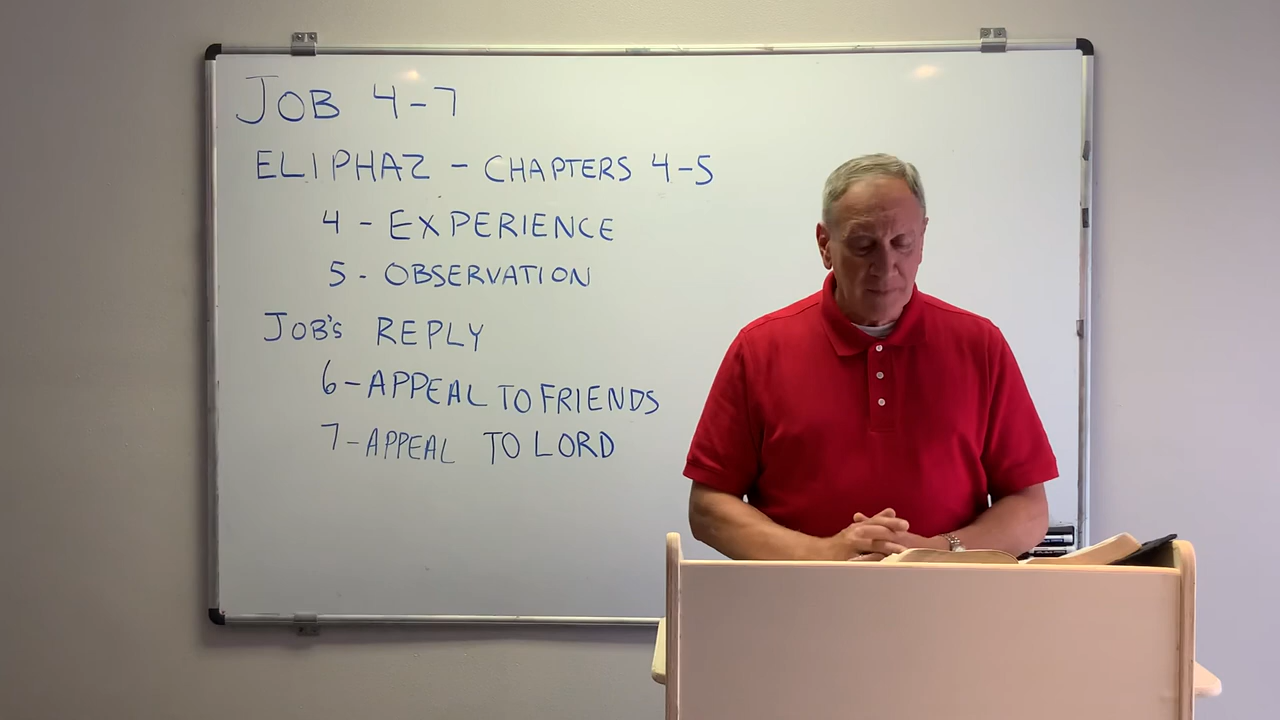 JOB 4-7
ELIPHAZ - CHAPTERS 4-5
4 - EXPERIENCE
5 - OBSERVATION
JOB'S REPLY
6-APPEAL TO FRIENDS
7-APPEAL TO LORD